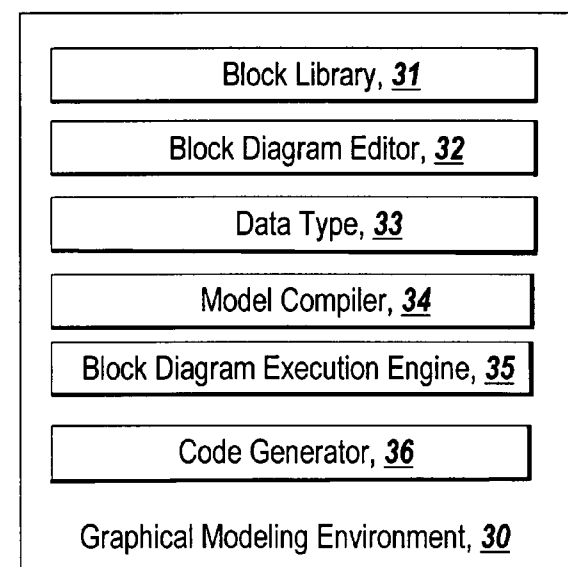 Block Library, 31
Block Diagram Editor, 32
Data Type, 33
Model Compiler, 34
Block Diagram Execution Engine, 35
Code Generator, 36
Graphical Modeling Environment, 30